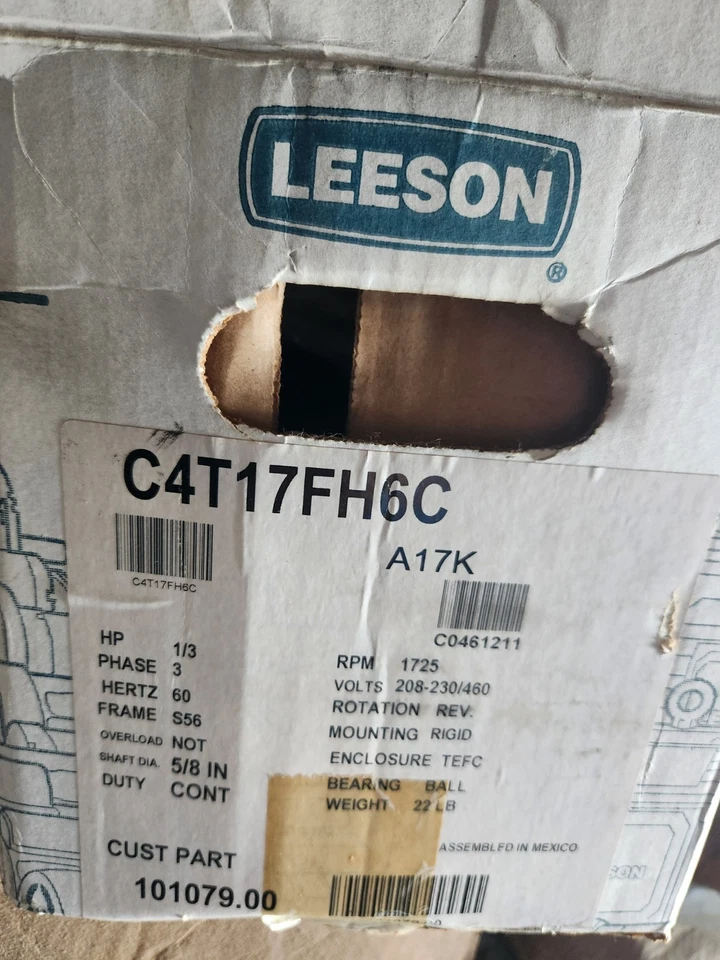 LEESON
®
C4T17FH6C
C4T17FH6C
A17K
C0461211
HP 1/3
PHASE 3
HERTZ 60
FRAME S56
OVERLOAD NOT
SHAFT DIA. 5/8 IN
DUTY CONT
RPM 1725
VOLTS 208-230/460
ROTATION REV.
MOUNTING RIGID
ENCLOSURE TEFC
BEARING BALL
WEIGHT 22 LB
ASSEMBLED IN MEXICO
CUST PART
101079.00